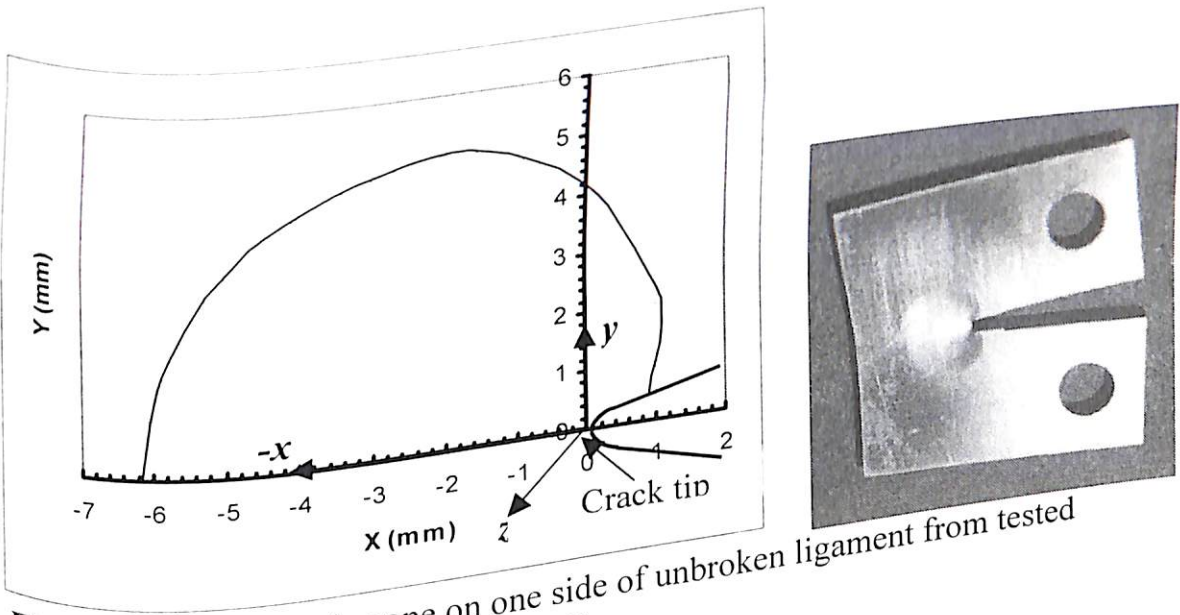 6
5
4
3
2
1
0
Y (mm)
y
-x
-7 -6 -5 -4 -3 -2 -1 0 1 2
X (mm)
z
Crack tip
on one side of unbroken ligament from tested